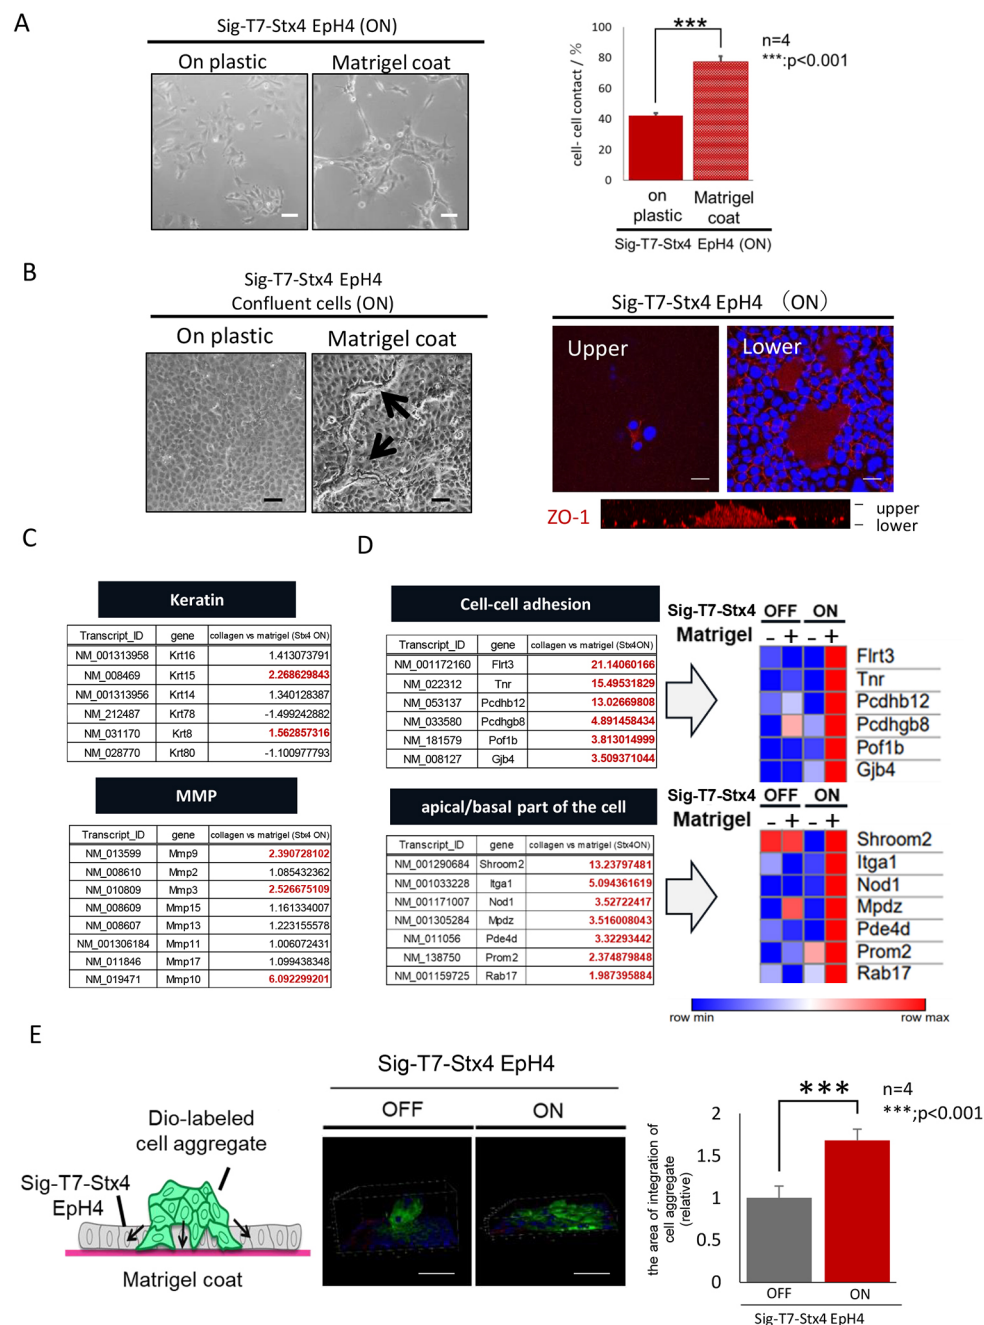 A
Sig-T7-Stx4 EpH4 (ON)
On plastic
Matrigel coat
cell- cell contact / %
100
80
60
40
20
0
***
n=4
***:p<0.001
on plastic
Matrigel coat
Sig-T7-Stx4 EpH4 (ON)
B
Sig-T7-Stx4 EpH4
Confluent cells (ON)
On plastic
Matrigel coat
Sig-T7-Stx4 EpH4 （ON）
Upper
Lower
ZO-1
upper
lower
C
Keratin
Transcript_ID gene collagen vs matrigel (Stx4 ON)
NM_001313958 Krt16 1.413073791
NM_008469 Krt15 2.268629843
NM_001313956 Krt14 1.340128387
NM_212487 Krt78 -1.499242882
NM_031170 Krt8 1.562857316
NM_028770 Krt80 -1.100977793
MMP
Transcript_ID gene collagen vs matrigel (Stx4 ON)
NM_013599 Mmp9 2.390728102
NM_008610 Mmp2 1.085432362
NM_010809 Mmp3 2.526675109
NM_008609 Mmp15 1.161334007
NM_008607 Mmp13 1.223155578
NM_001306184 Mmp11 1.006072431
NM_011846 Mmp17 1.099438348
NM_019471 Mmp10 6.092299201
D
Cell-cell adhesion
Transcript_ID gene collagen vs matrigel (Stx4ON)
NM_001172160 Flrt3 21.14060166
NM_022312 Tnr 15.49531829
NM_053137 Pcdhb12 13.02669808
NM_033580 Pcdhgb8 4.891458434
NM_181579 Pof1b 3.813014999
NM_008127 Gjb4 3.509371044
Sig-T7-Stx4 OFF ON
Matrigel - + - +
Flrt3
Tnr
Pcdhb12
Pcdhgb8
Pof1b
Gjb4
apical/basal part of the cell
Transcript_ID gene collagen vs matrigel (Stx4ON)
NM_001290684 Shroom2 13.23797481
NM_001033228 Itga1 5.094361619
NM_001171007 Nod1 3.52722417
NM_001305284 Mpdz 3.516008043
NM_011056 Pde4d 3.32293442
NM_138750 Prom2 2.374879848
NM_001159725 Rab17 1.987395884
Sig-T7-Stx4 OFF ON
Matrigel - + - +
Shroom2
Itga1
Nod1
Mpdz
Pde4d
Prom2
Rab17
row min row max
E
Dio-labeled
cell aggregate
Sig-T7-Stx4
EpH4
Matrigel coat
Sig-T7-Stx4 EpH4
OFF
ON
the area of integration of
cell aggregate
(relative)
2
1.5
1
0.5
0
***
n=4
***;p<0.001
OFF
ON
Sig-T7-Stx4 EpH4